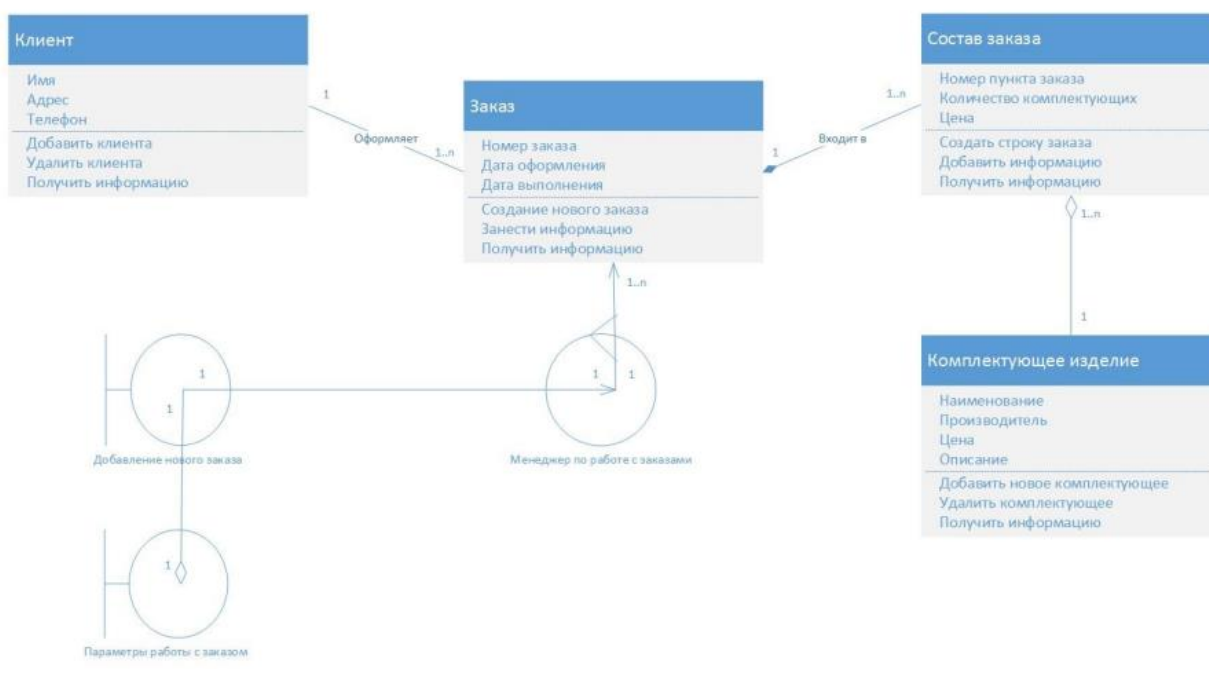 Клиент
Имя
Адрес
Телефон
Добавить клиента
Удалить клиента
Получить информацию
1
Оформляет
1..n
Заказ
Номер заказа
Дата оформления
Дата выполнения
Создание нового заказа
Занести информацию
Получить информацию
1
Входит в
1..n
Состав заказа
Номер пункта заказа
Количество комплектующих
Цена
Создать строку заказа
Добавить информацию
Получить информацию
1..n
1
Комплектующее изделие
Наименование
Производитель
Цена
Описание
Добавить новое комплектующее
Удалить комплектующее
Получить информацию
1..n
1
1
1
1
Добавление нового заказа
Менеджер по работе с заказами
1
Параметры работы с заказом